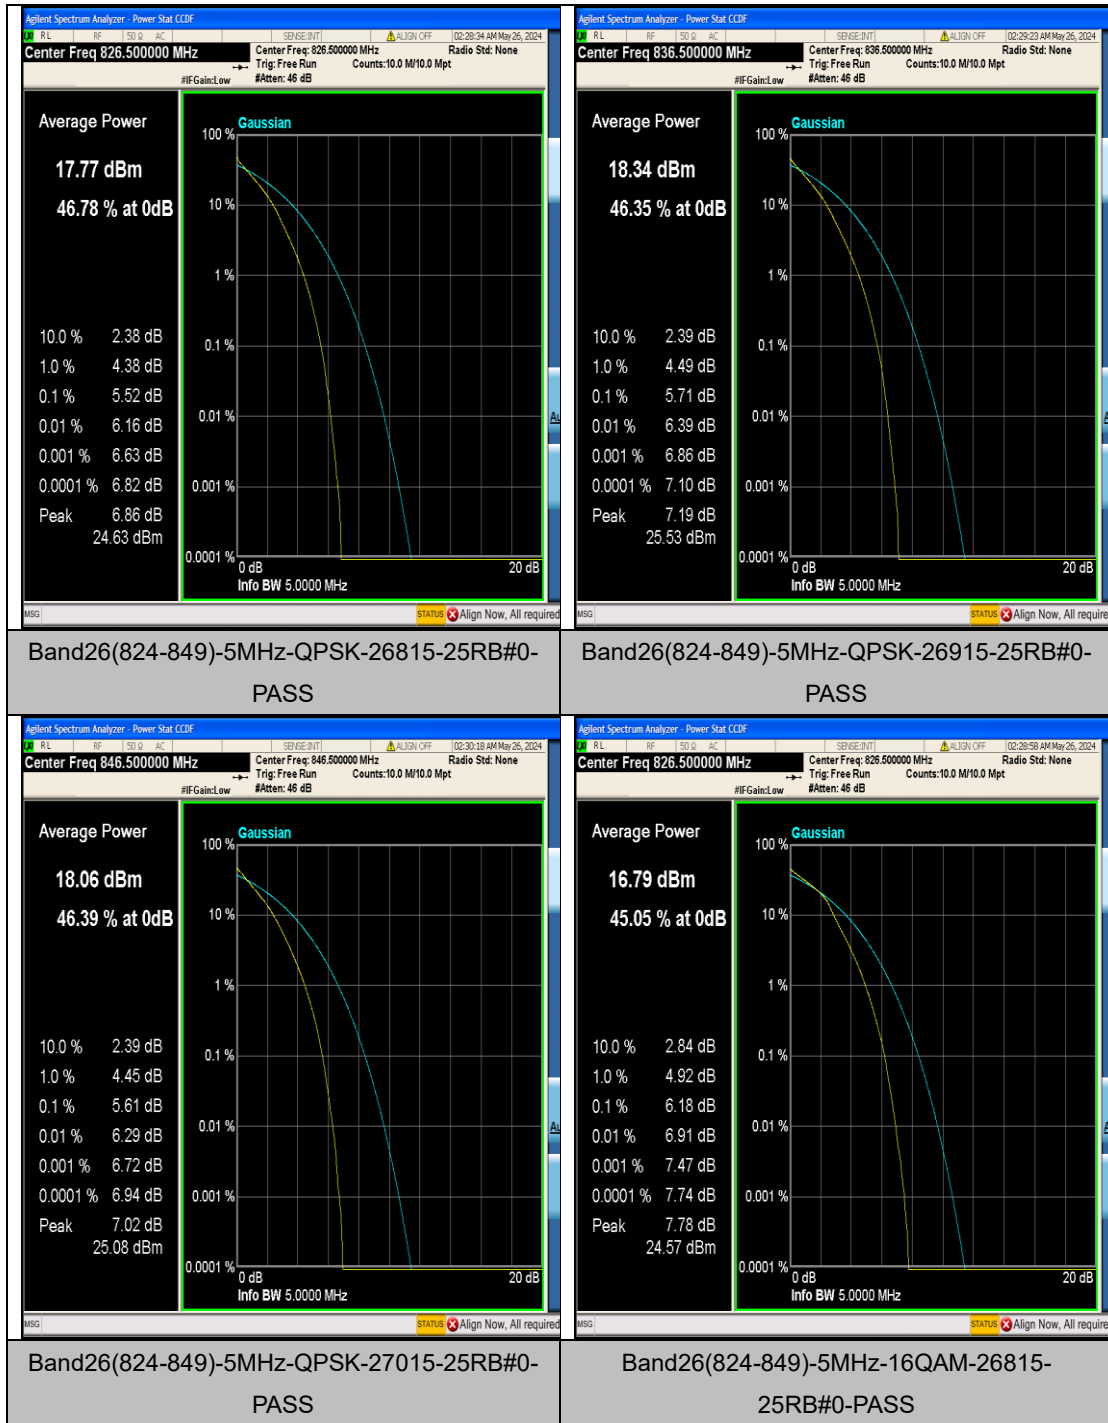 Agilent Spectrum Analyzer - Power Stat CCDF
RL RF 50 Ω AC SENSE:INT ALIGN OFF 02:28:34 AM May 26, 2024
Center Freq 826.500000 MHz
Center Freq: 826.500000 MHz Radio Std: None
Trig: Free Run Counts:10.0 M/10.0 Mpt
#IFGain:Low #Atten: 46 dB
Average Power
17.77 dBm
46.78 % at 0dB
10.0 % 2.38 dB
1.0 % 4.38 dB
0.1 % 5.52 dB
0.01 % 6.16 dB
0.001 % 6.63 dB
0.0001 % 6.82 dB
Peak 6.86 dB
24.63 dBm
Gaussian
100 %
10 %
1 %
0.1 %
0.01 %
0.001 %
0.0001 %
0 dB 20 dB
Info BW 5.0000 MHz
MSG STATUS Align Now, All required
Band26(824-849)-5MHz-QPSK-26815-25RB#0-
PASS
Agilent Spectrum Analyzer - Power Stat CCDF
RL RF 50 Ω AC SENSE:INT ALIGN OFF 02:29:23 AM May 26, 2024
Center Freq 836.500000 MHz
Center Freq: 836.500000 MHz Radio Std: None
Trig: Free Run Counts:10.0 M/10.0 Mpt
#IFGain:Low #Atten: 46 dB
Average Power
18.34 dBm
46.35 % at 0dB
10.0 % 2.39 dB
1.0 % 4.49 dB
0.1 % 5.71 dB
0.01 % 6.39 dB
0.001 % 6.86 dB
0.0001 % 7.10 dB
Peak 7.19 dB
25.53 dBm
Gaussian
100 %
10 %
1 %
0.1 %
0.01 %
0.001 %
0.0001 %
0 dB 20 dB
Info BW 5.0000 MHz
MSG STATUS Align Now, All require
Band26(824-849)-5MHz-QPSK-26915-25RB#0-
PASS
Agilent Spectrum Analyzer - Power Stat CCDF
RL RF 50 Ω AC SENSE:INT ALIGN OFF 02:30:18 AM May 26, 2024
Center Freq 846.500000 MHz
Center Freq: 846.500000 MHz Radio Std: None
Trig: Free Run Counts:10.0 M/10.0 Mpt
#IFGain:Low #Atten: 46 dB
Average Power
18.06 dBm
46.39 % at 0dB
10.0 % 2.39 dB
1.0 % 4.45 dB
0.1 % 5.61 dB
0.01 % 6.29 dB
0.001 % 6.72 dB
0.0001 % 6.94 dB
Peak 7.02 dB
25.08 dBm
Gaussian
100 %
10 %
1 %
0.1 %
0.01 %
0.001 %
0.0001 %
0 dB 20 dB
Info BW 5.0000 MHz
MSG STATUS Align Now, All required
Band26(824-849)-5MHz-QPSK-27015-25RB#0-
PASS
Agilent Spectrum Analyzer - Power Stat CCDF
RL RF 50 Ω AC SENSE:INT ALIGN OFF 02:28:58 AM May 26, 2024
Center Freq 826.500000 MHz
Center Freq: 826.500000 MHz Radio Std: None
Trig: Free Run Counts:10.0 M/10.0 Mpt
#IFGain:Low #Atten: 46 dB
Average Power
16.79 dBm
45.05 % at 0dB
10.0 % 2.84 dB
1.0 % 4.92 dB
0.1 % 6.18 dB
0.01 % 6.91 dB
0.001 % 7.47 dB
0.0001 % 7.74 dB
Peak 7.78 dB
24.57 dBm
Gaussian
100 %
10 %
1 %
0.1 %
0.01 %
0.001 %
0.0001 %
0 dB 20 dB
Info BW 5.0000 MHz
MSG STATUS Align Now, All require
Band26(824-849)-5MHz-16QAM-26815-
25RB#0-PASS